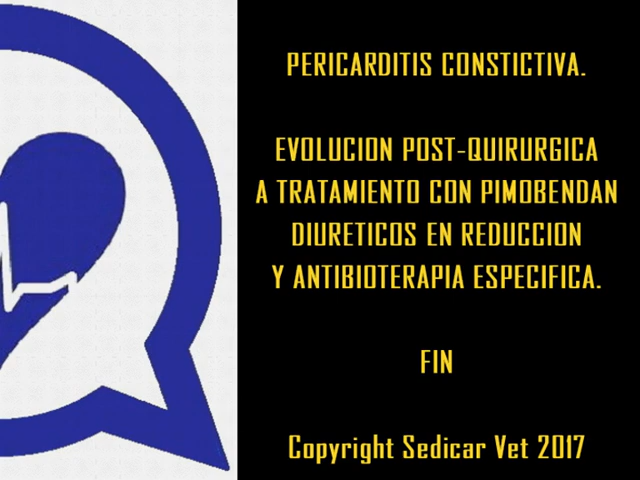 PERICARDITIS CONSTICTIVA.
EVOLUCION POST-QUIRURGICA
A TRATAMIENTO CON PIMOBENDAN
DIURETICOS EN REDUCCION
Y ANTIBIOTERAPIA ESPECIFICA.
FIN
Copyright Sedicar Vet 2017